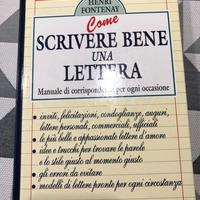 HENRI
FONTENAY
Come
SCRIVERE BENE
UNA
LETTERA
Manuale di corrispondenza per ogni occasione
• inviti, felicitazioni, condoglianze, auguri,
lettere personali, commerciali, ufficiali
• le più belle e appassionate lettere d'amore
• idee e trucchi per trovare le parole
e lo stile giusto al momento giusto
• gli errori da evitare
• modelli di lettere pronte per ogni circostanza